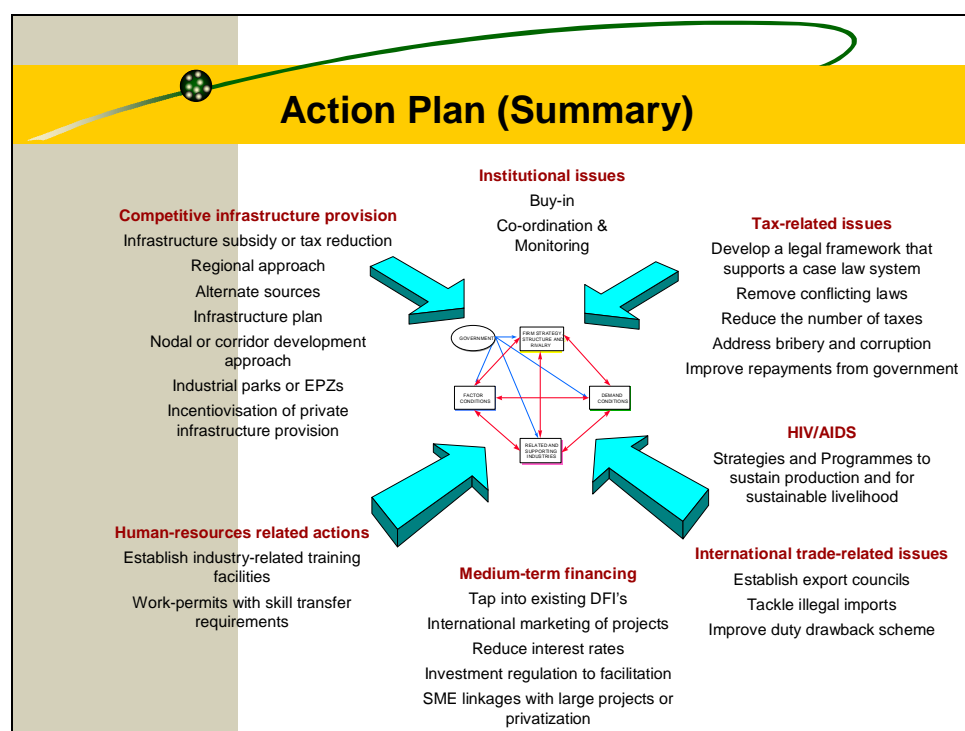 Action Plan (Summary)
Institutional issues
Buy-in
Co-ordination &
Monitoring
Competitive infrastructure provision
Infrastructure subsidy or tax reduction
Regional approach
Alternate sources
Infrastructure plan
Nodal or corridor development
approach
Industrial parks or EPZs
Incentiovisation of private
infrastructure provision
Tax-related issues
Develop a legal framework that
supports a case law system
Remove conflicting laws
Reduce the number of taxes
Address bribery and corruption
Improve repayments from government
GOVERNMENT
FIRM STRATEGY
STRUCTURE AND
RIVALRY
FACTOR
CONDITIONS
DEMAND
CONDITIONS
RELATED AND
SUPPORTING
INDUSTRIES
HIV/AIDS
Strategies and Programmes to
sustain production and for
sustainable livelihood
Human-resources related actions
Establish industry-related training
facilities
Work-permits with skill transfer
requirements
Medium-term financing
Tap into existing DFI's
International marketing of projects
Reduce interest rates
Investment regulation to facilitation
SME linkages with large projects or
privatization
International trade-related issues
Establish export councils
Tackle illegal imports
Improve duty drawback scheme